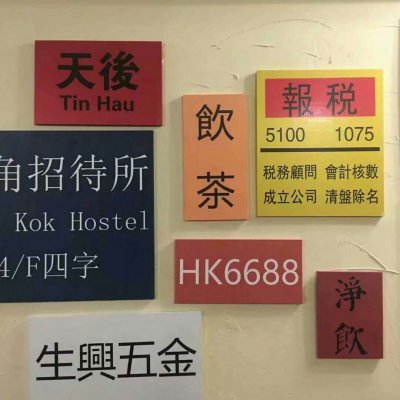 天後
Tin Hau
飲
茶
報税
5100 1075
税務顧問 會計核數
成立公司 清盤除名
角招待所
Kok Hostel
4/F四字
HK6688
淨
飲
生興五金